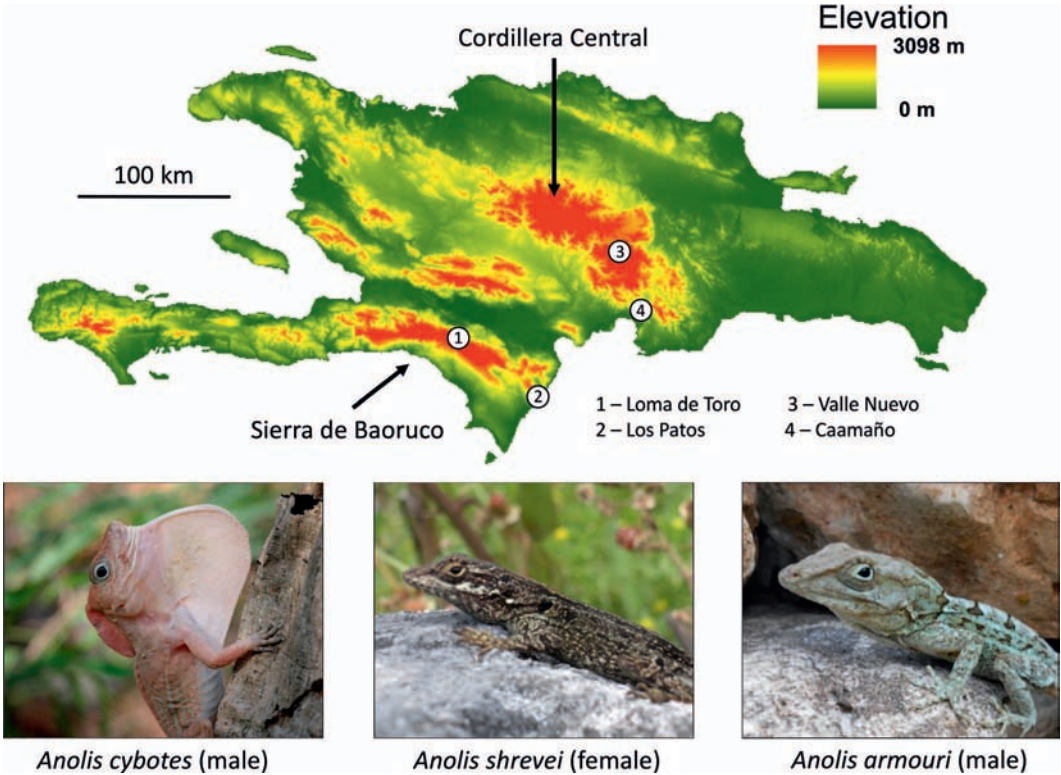 Elevation
3098 m
0 m
Cordillera Central
100 km
3
4
1
2
Sierra de Baoruco
1 – Loma de Toro
3 – Valle Nuevo
2 – Los Patos
4 – Caamaño
Anolis cybotes (male)
Anolis shrevei (female)
Anolis armouri (male)